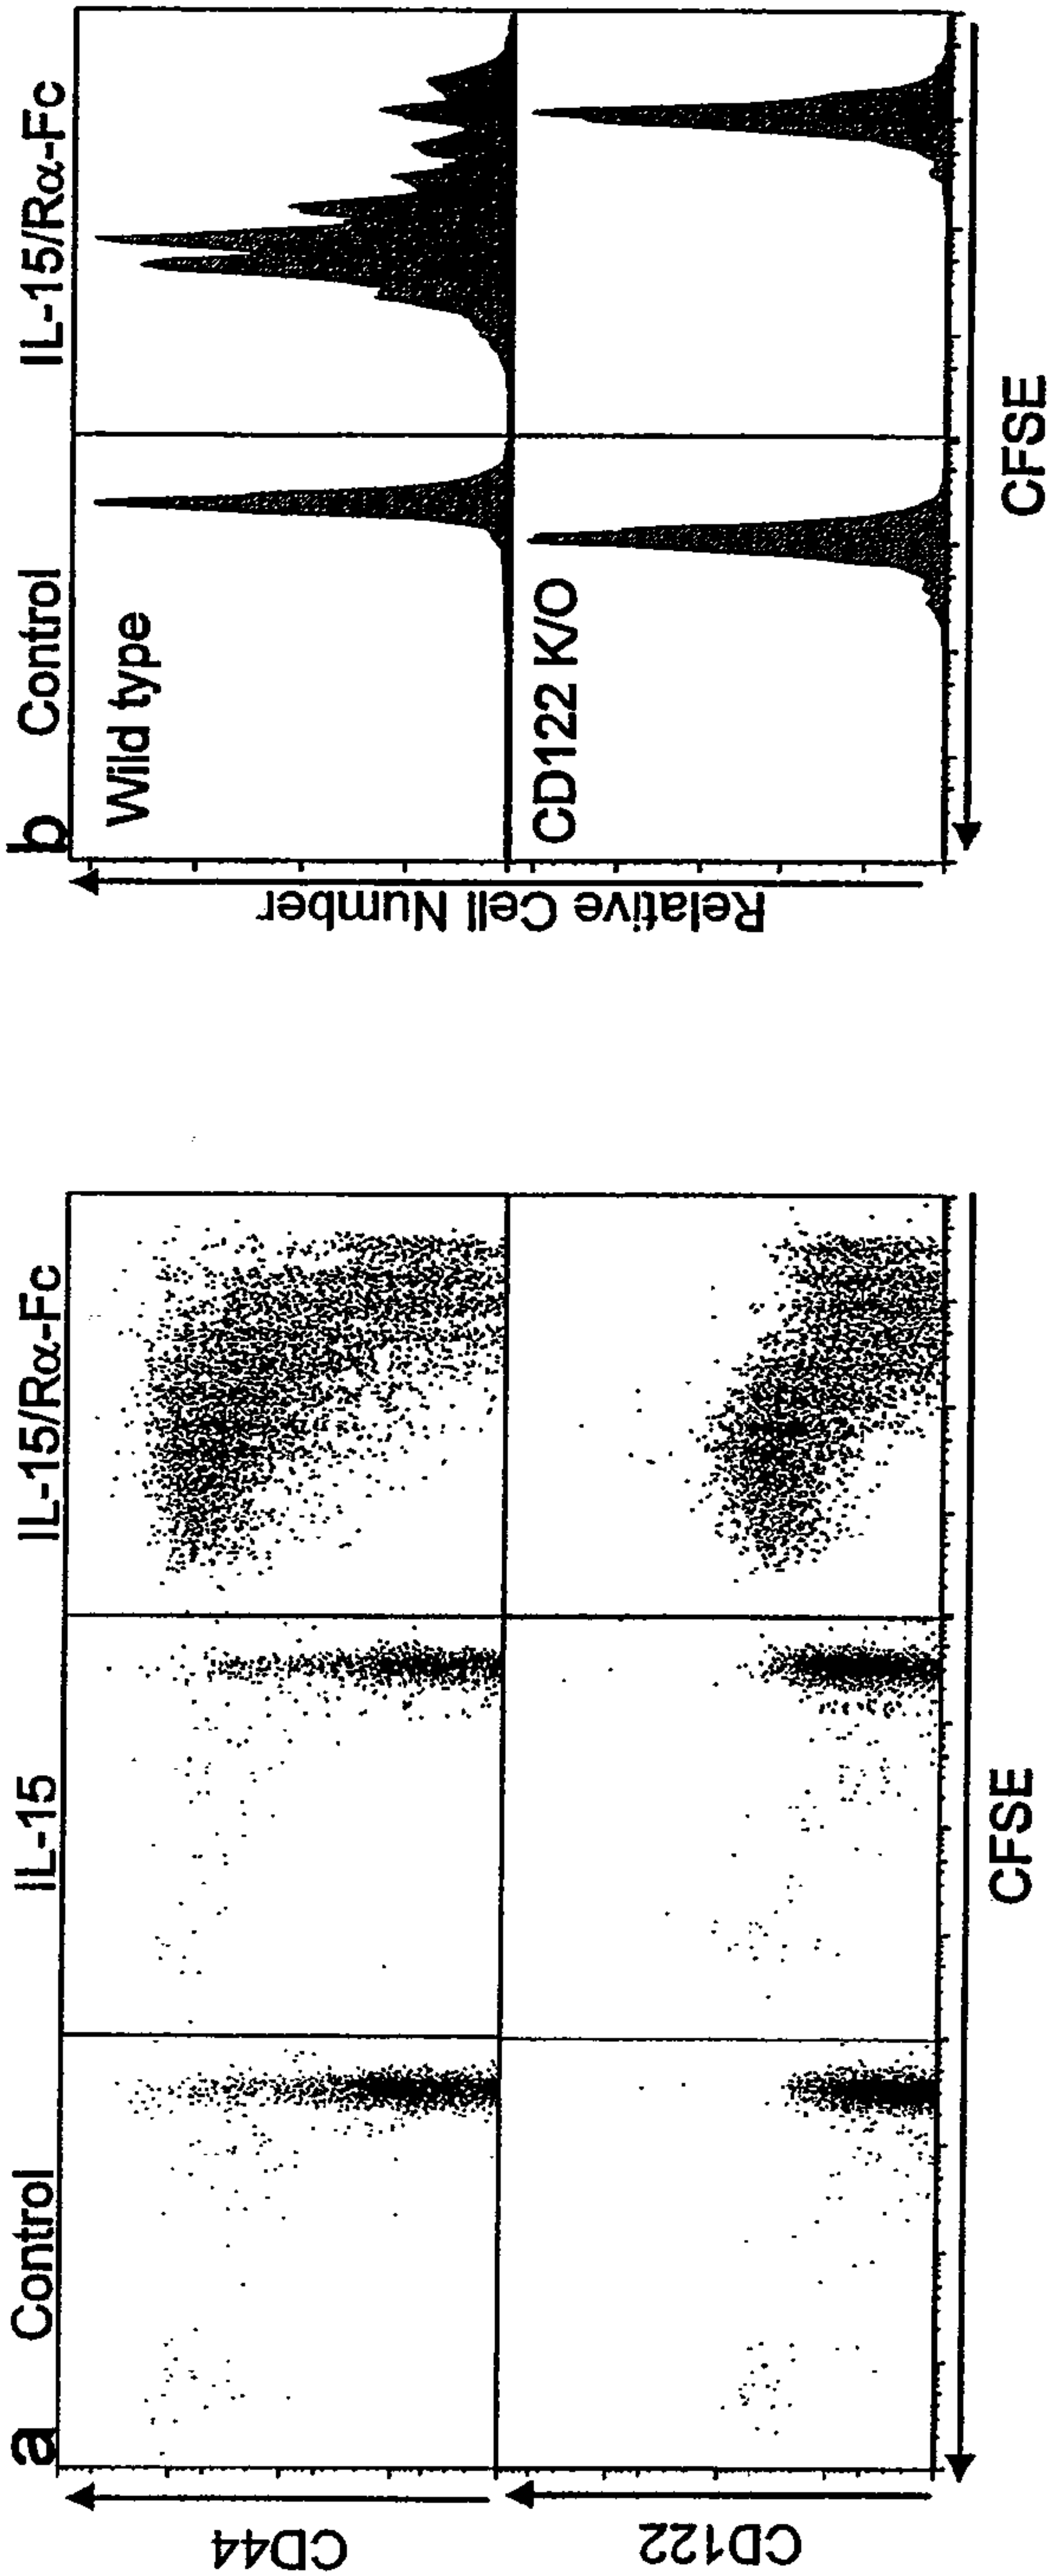 a
Control
IL-15
IL-15/Rα-Fc
CD44
CD122
CFSE
b
Control
IL-15/Rα-Fc
Wild type
CD122 K/O
Relative Cell Number
CFSE